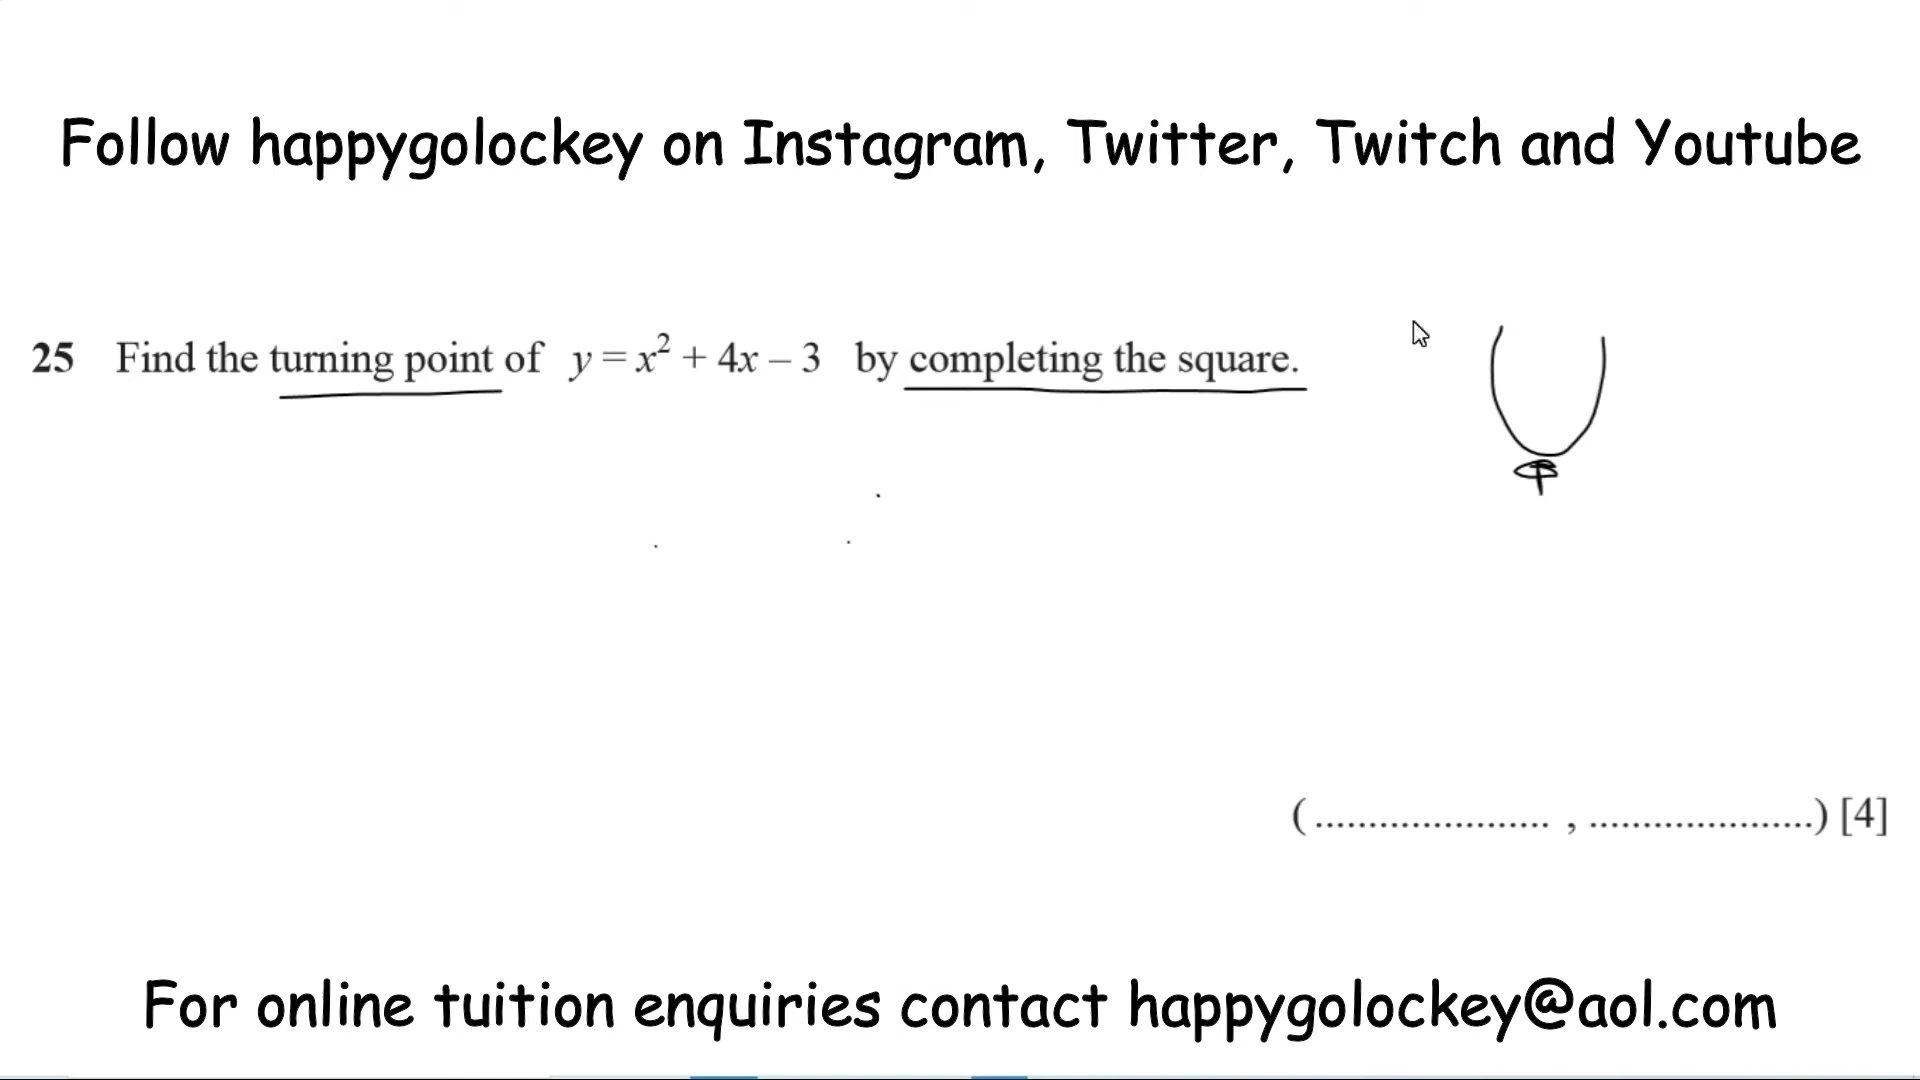 Follow happygolockey on Instagram, Twitter, Twitch and Youtube
25 Find the turning point of y = x² + 4x – 3 by completing the square.
( ...................... , .....................) [4]
For online tuition enquiries contact happygolockey@aol.com